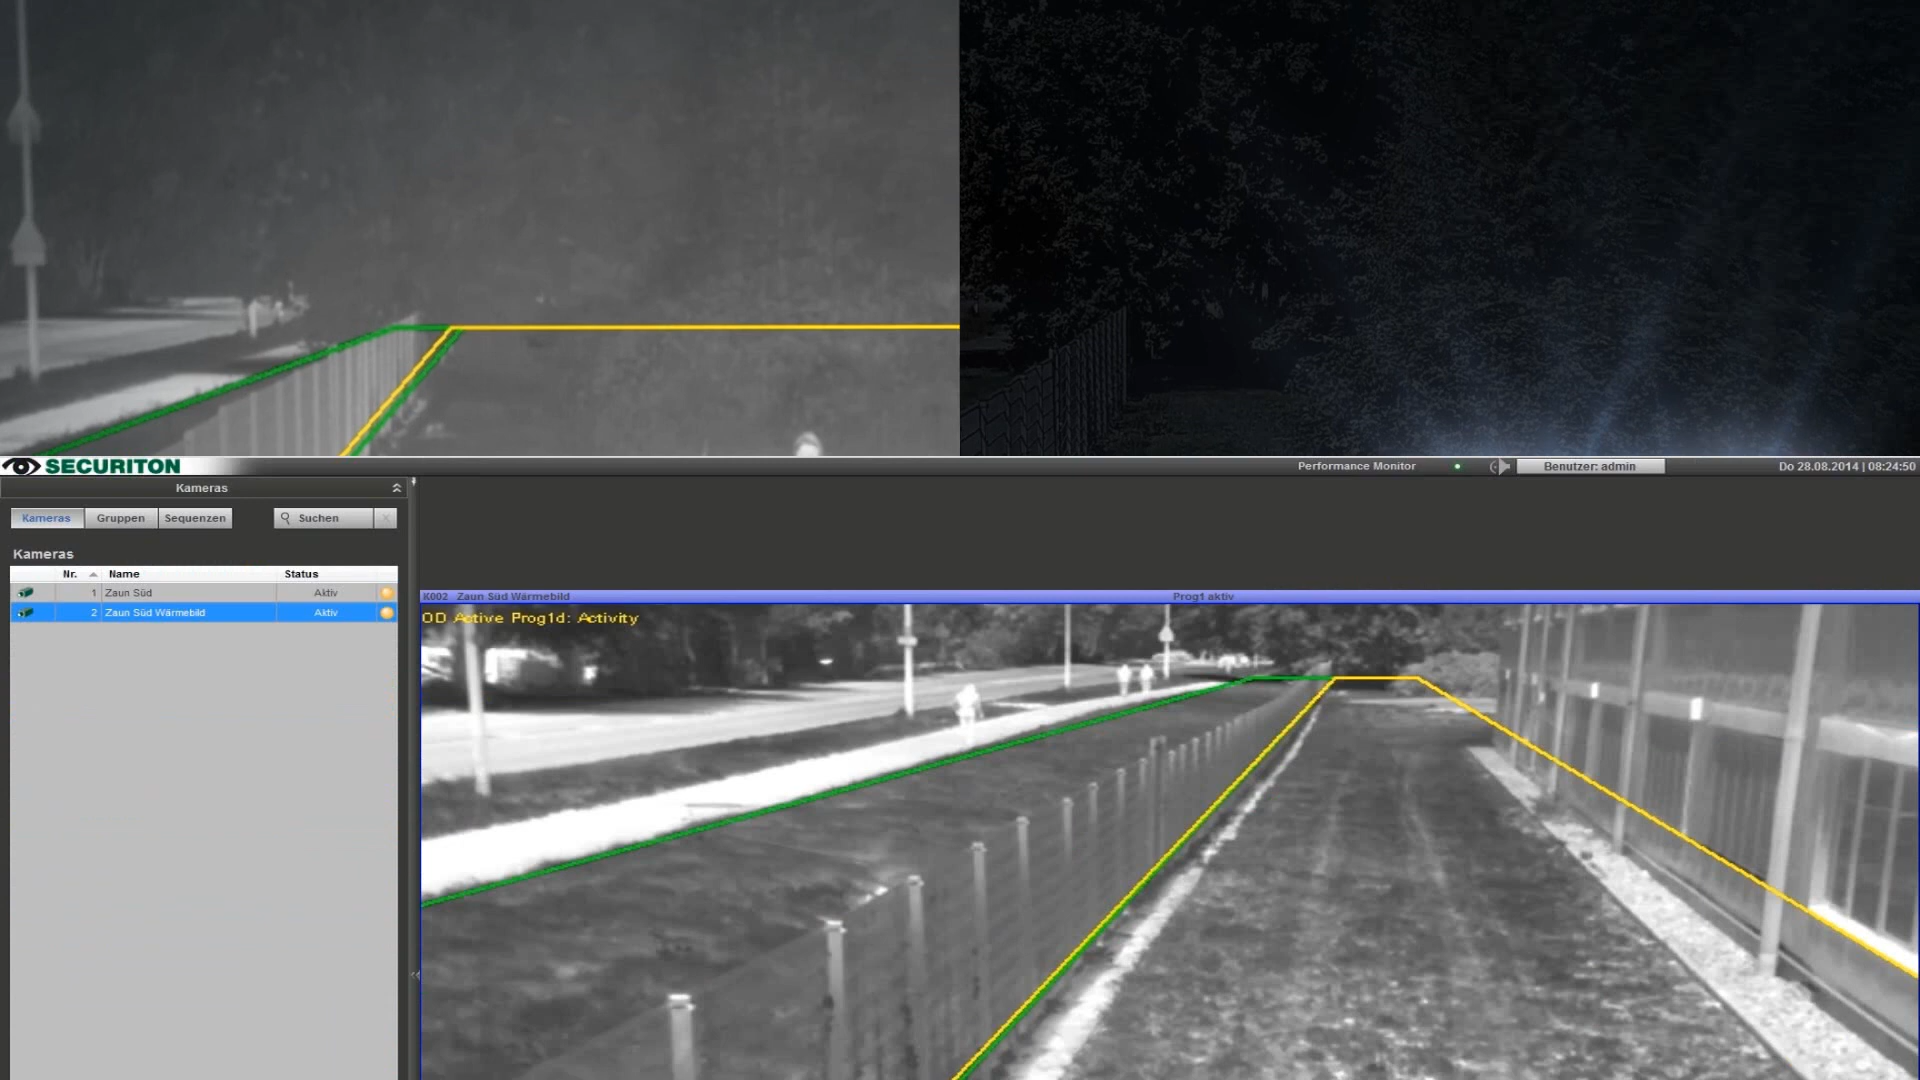 SECURITON
Performance Monitor
Benutzer: admin
Do 28.08.2014 | 08:24:50
Kameras
Kameras
Gruppen
Sequenzen
Suchen
Kameras
Nr.
Name
Status
1
Zaun Süd
Aktiv
2
Zaun Süd Wärmebild
Aktiv
K002 Zaun Süd Wärmebild
Prog1 aktiv
OD Active Prog1d: Activity